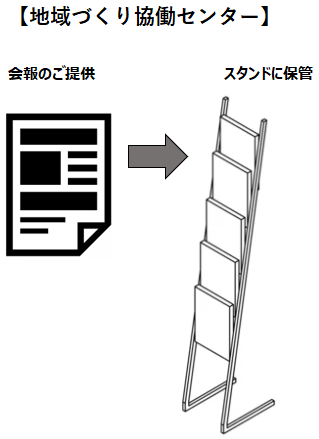 【地域づくり協働センター】
会報のご提供
スタンドに保管